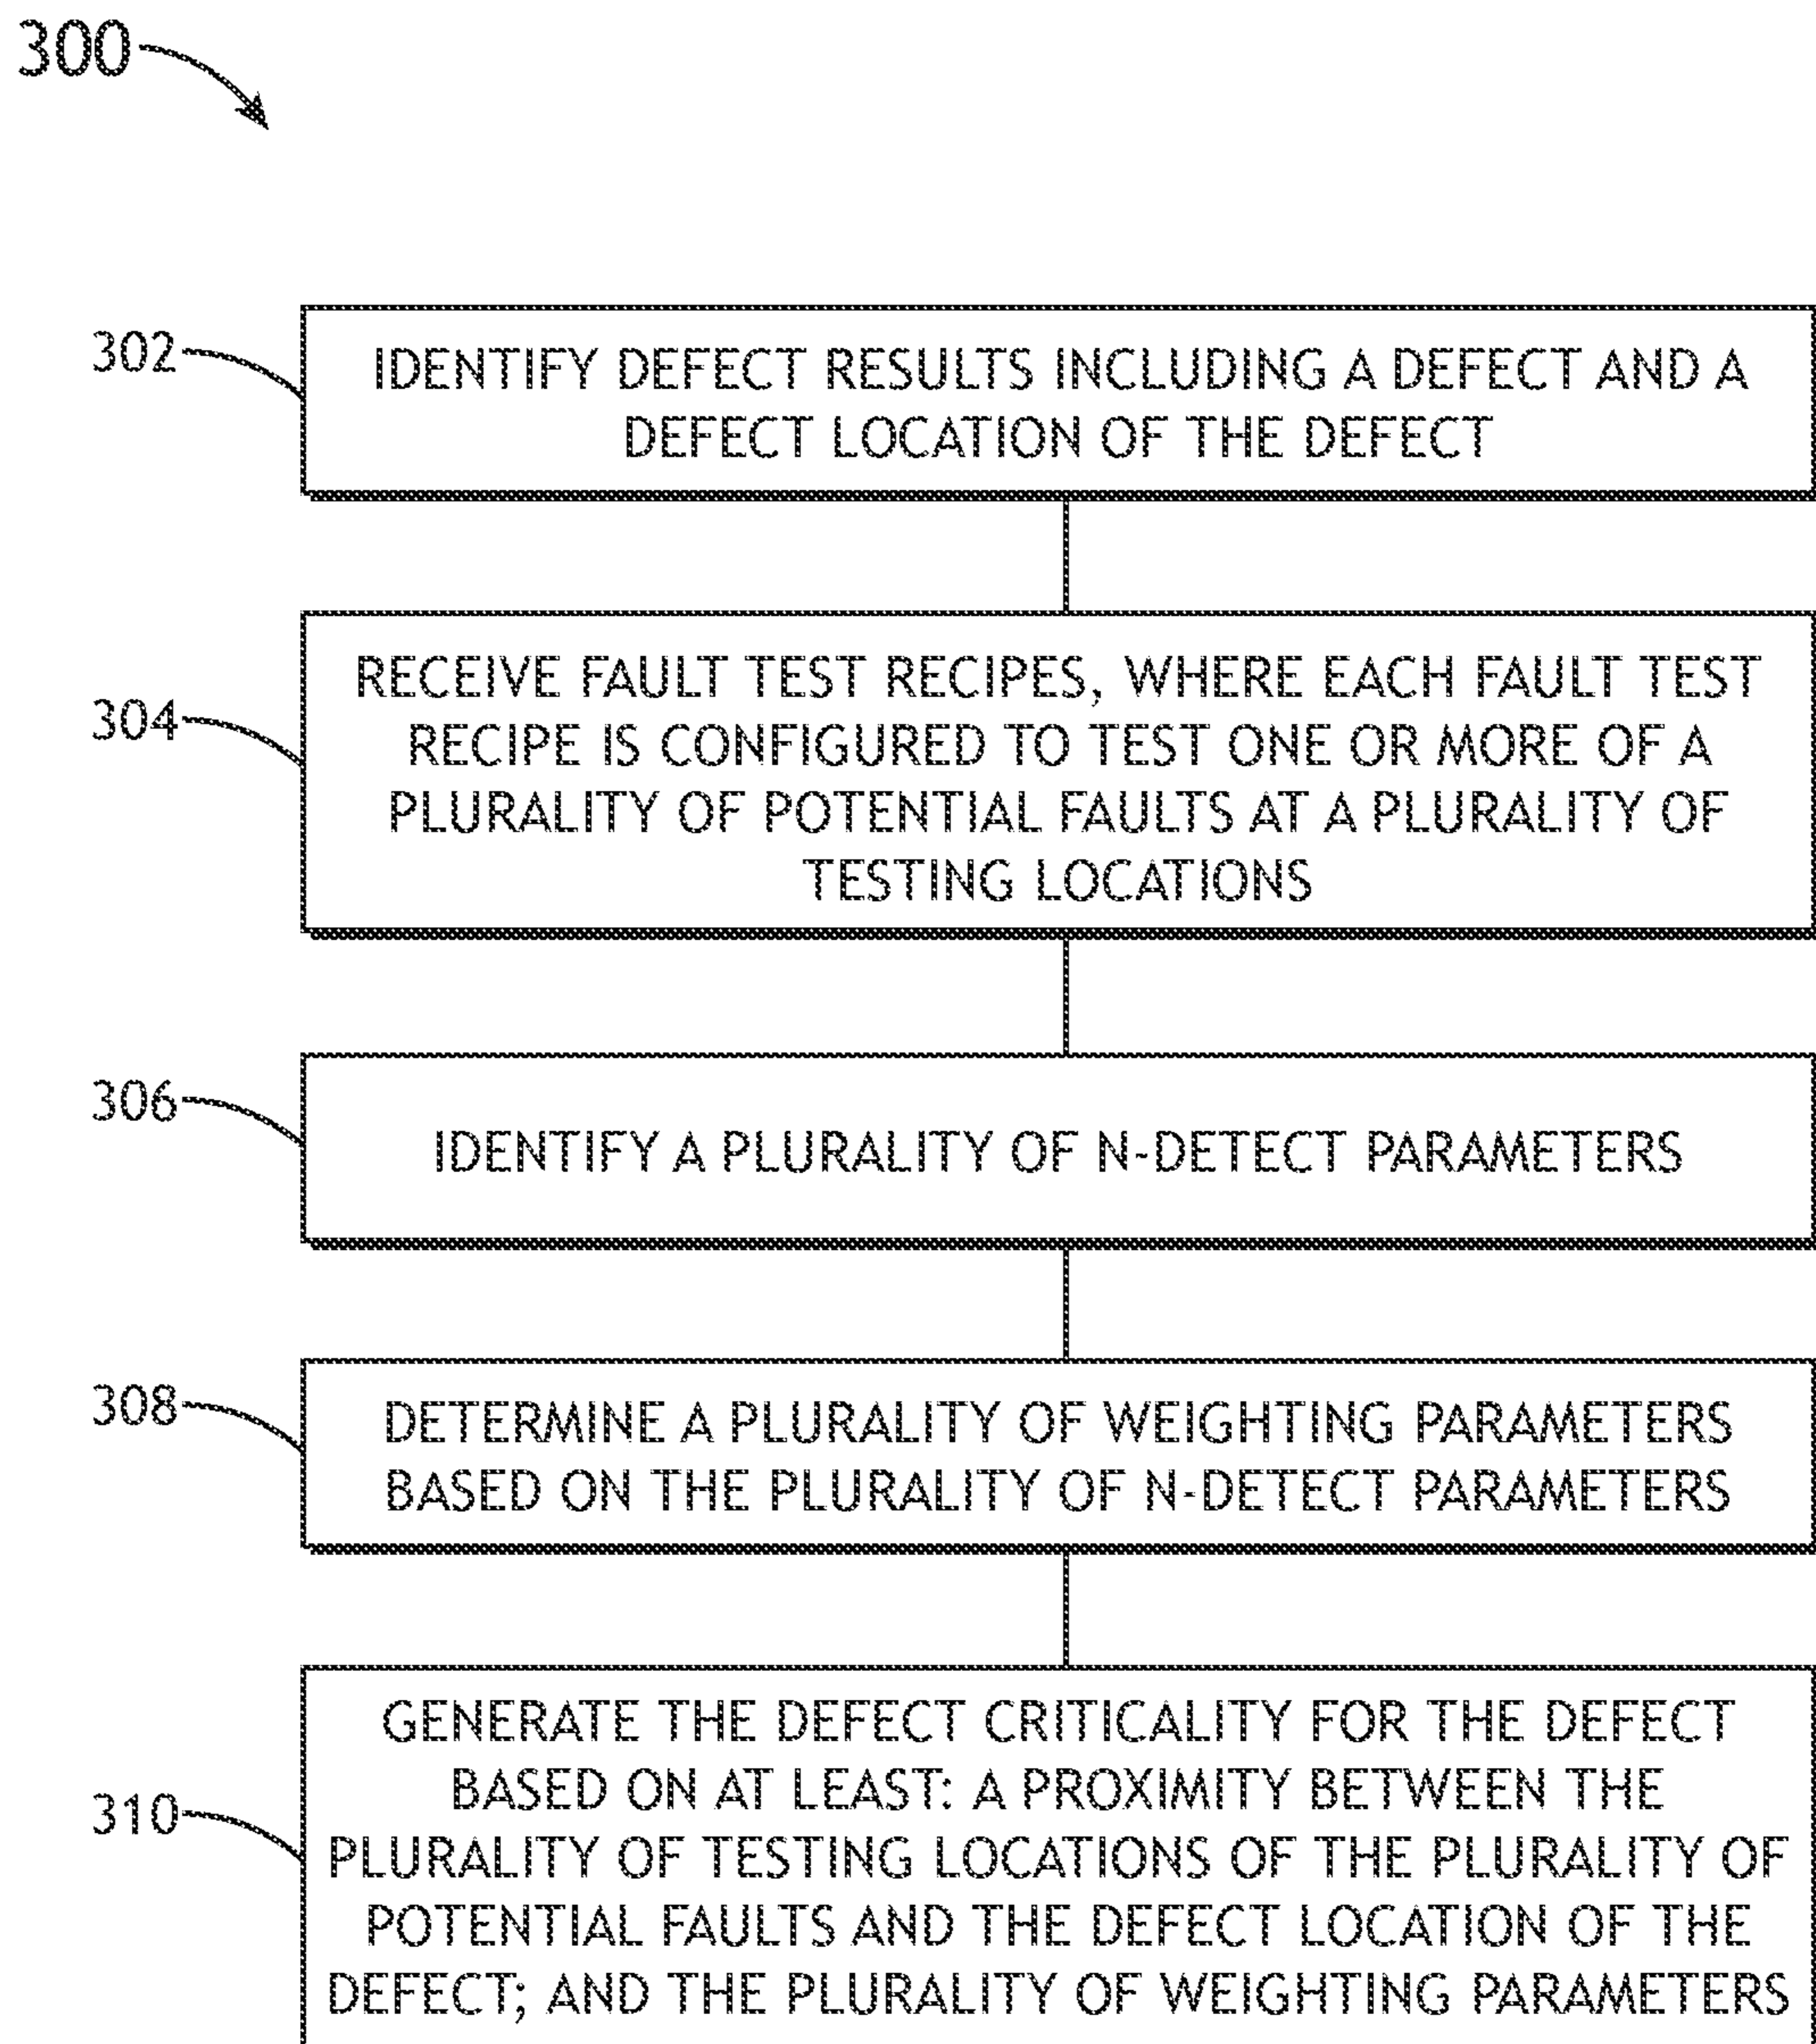 300
302
IDENTIFY DEFECT RESULTS INCLUDING A DEFECT AND A
DEFECT LOCATION OF THE DEFECT
304
RECEIVE FAULT TEST RECIPES, WHERE EACH FAULT TEST
RECIPE IS CONFIGURED TO TEST ONE OR MORE OF A
PLURALITY OF POTENTIAL FAULTS AT A PLURALITY OF
TESTING LOCATIONS
306
IDENTIFY A PLURALITY OF N-DETECT PARAMETERS
308
DETERMINE A PLURALITY OF WEIGHTING PARAMETERS
BASED ON THE PLURALITY OF N-DETECT PARAMETERS
310
GENERATE THE DEFECT CRITICALITY FOR THE DEFECT
BASED ON AT LEAST: A PROXIMITY BETWEEN THE
PLURALITY OF TESTING LOCATIONS OF THE PLURALITY OF
POTENTIAL FAULTS AND THE DEFECT LOCATION OF THE
DEFECT; AND THE PLURALITY OF WEIGHTING PARAMETERS